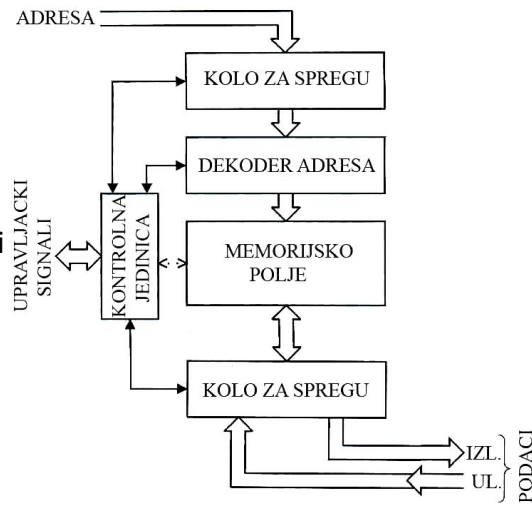 ADRESA
KOLO ZA SPREGU
DEKODER ADRESA
UPRAVLJACKI
SIGNALI
KONTROLNA
JEDINICA
MEMORIJSKO
POLJE
KOLO ZA SPREGU
IZL.
UL.
PODACI